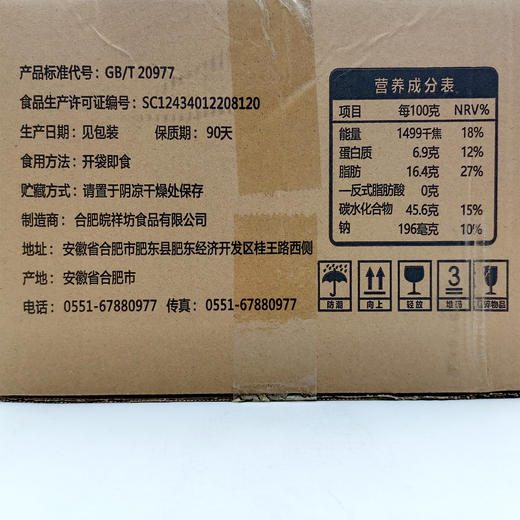 产品标准代号：GB/T 20977
食品生产许可证编号：SC12434012208120
生产日期：见包装 保质期：90天
食用方法：开袋即食
贮藏方式：请置于阴凉干燥处保存
制造商：合肥皖祥坊食品有限公司
地址：安徽省合肥市肥东县肥东经济开发区桂王路西侧
产地：安徽省合肥市
电话：0551-67880977 传真：0551-67880977
营养成分表
项目 每100克 NRV%
能量 1499千焦 18%
蛋白质 6.9克 12%
脂肪 16.4克 27%
—反式脂肪酸 0克
碳水化合物 45.6克 15%
钠 196毫克 10%
3
防潮 向上 轻放 堆码 易碎物品